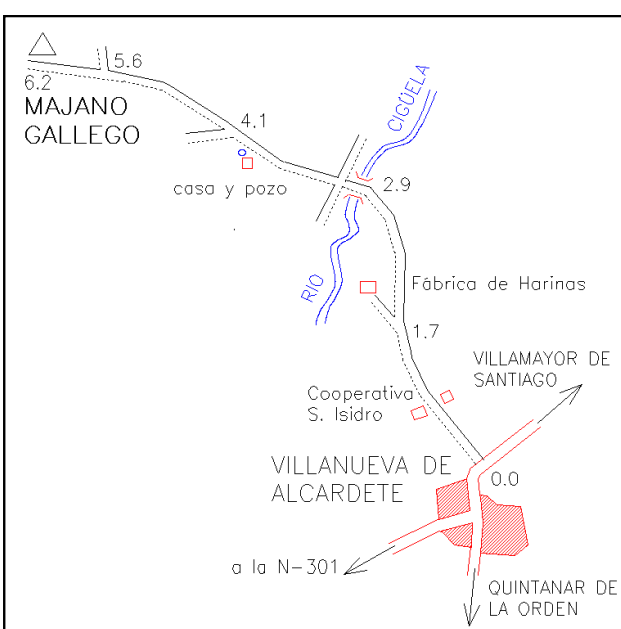 5.6
6.2
MAJANO
GALLEGO
4.1
CIGÜELA
casa y pozo
2.9
RIO
Fábrica de Harinas
1.7
VILLAMAYOR DE
SANTIAGO
Cooperativa
S. Isidro
VILLANUEVA DE
ALCARDETE
0.0
a la N-301
QUINTANAR DE
LA ORDEN